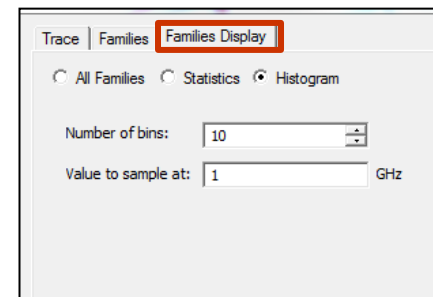 Trace Families Families Display
All Families Statistics Histogram
Number of bins: 10
Value to sample at: 1 GHz